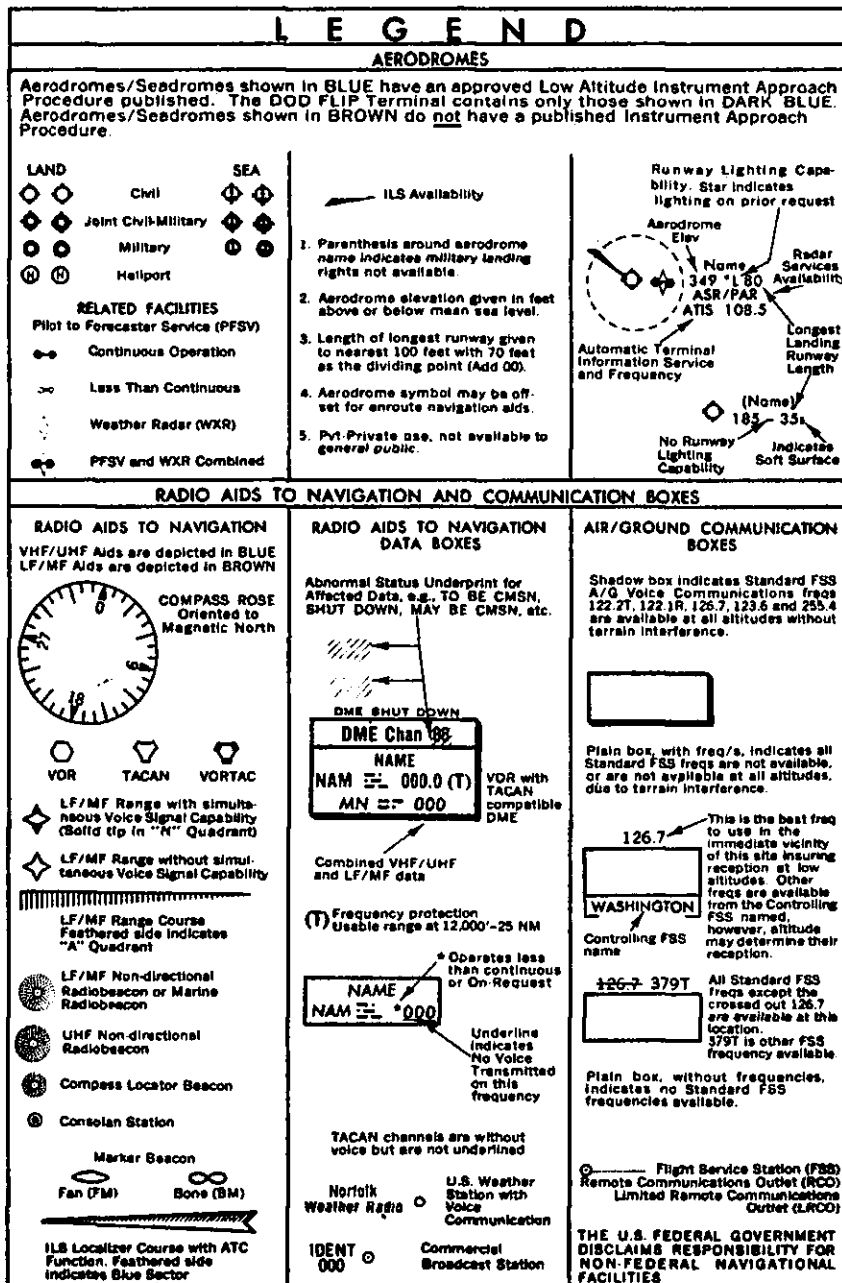 LEGEND
AERODROMES
Aerodromes/Seadromes shown in BLUE have an approved Low Altitude Instrument Approach
Procedure published. The DOD FLIP Terminal contains only those shown in DARK BLUE.
Aerodromes/Seadromes shown in BROWN do not have a published Instrument Approach
Procedure.
LAND SEA
Civil
Joint Civil-Military
Military
H H Heliport
RELATED FACILITIES
Pilot to Forecaster Service (PFSV)
Continuous Operation
Less Than Continuous
Weather Radar (WXR)
PFSV and WXR Combined
ILS Availability
1. Parenthesis around aerodrome
name indicates military landing
rights not available.
2. Aerodrome elevation given in feet
above or below mean sea level.
3. Length of longest runway given
to nearest 100 feet with 70 feet
as the dividing point (Add 00).
4. Aerodrome symbol may be off-
set for enroute navigation aids.
5. Pvt-Private use, not available to
general public.
Runway Lighting Capa-
bility. Star indicates
lighting on prior request
Aerodrome
Elev
Name
349 *L 80
ASR/PAR
ATIS 108.5
Radar
Services
Availability
Automatic Terminal
Information Service
and Frequency
Longest
Landing
Runway
Length
(Name)
185 - 35s
No Runway
Lighting
Capability
Indicates
Soft Surface
RADIO AIDS TO NAVIGATION AND COMMUNICATION BOXES
RADIO AIDS TO NAVIGATION
VHF/UHF Aids are depicted in BLUE
LF/MF Aids are depicted in BROWN
0
9
18
27
COMPASS ROSE
Oriented to
Magnetic North
VOR TACAN VORTAC
LF/MF Range with simulta-
neous Voice Signal Capability
(Solid tip in "N" Quadrant)
LF/MF Range without simul-
taneous Voice Signal Capability
LF/MF Range Course
Feathered side indicates
"A" Quadrant
LF/MF Non-directional
Radiobeacon or Marine
Radiobeacon
UHF Non-directional
Radiobeacon
Compass Locator Beacon
Consolan Station
Marker Beacon
Fan (FM) Bone (BM)
ILS Localizer Course with ATC
Function. Feathered side
indicates Blue Sector
RADIO AIDS TO NAVIGATION
DATA BOXES
Abnormal Status Underprint for
Affected Data, e.g., TO BE CMSN,
SHUT DOWN, MAY BE CMSN, etc.
DME SHUT DOWN
DME Chan 88
NAME
NAM 000.0 (T)
MN 000
VOR with
TACAN
compatible
DME
Combined VHF/UHF
and LF/MF data
(T) Frequency protection
Usable range at 12,000'-25 NM
* Operates less
than continuous
or On-Request
NAME
NAM *000
Underline
indicates
No Voice
Transmitted
on this
frequency
TACAN channels are without
voice but are not underlined
Norfolk
Weather Radio
U.S. Weather
Station with
Voice
Communication
IDENT
000
Commercial
Broadcast Station
AIR/GROUND COMMUNICATION
BOXES
Shadow box indicates Standard FSS
A/G Voice Communications freqs
122.2T, 122.1R, 126.7, 123.6 and 255.4
are available at all altitudes without
terrain interference.
Plain box, with freq/s, indicates all
Standard FSS freqs are not available,
or are not available at all altitudes,
due to terrain interference.
126.7
WASHINGTON
Controlling FSS
name
This is the best freq
to use in the
immediate vicinity
of this site insuring
reception at low
altitudes. Other
freqs are available
from the Controlling
FSS named,
however, altitude
may determine their
reception.
126.7 379T
All Standard FSS
freqs except the
crossed out 126.7
are available at this
location.
379T is other FSS
frequency available
Plain box, without frequencies,
indicates no Standard FSS
frequencies available.
Flight Service Station (FSS)
Remote Communications Outlet (RCO)
Limited Remote Communications
Outlet (LRCO)
THE U.S. FEDERAL GOVERNMENT
DISCLAIMS RESPONSIBILITY FOR
NON-FEDERAL NAVIGATIONAL
FACILITIES